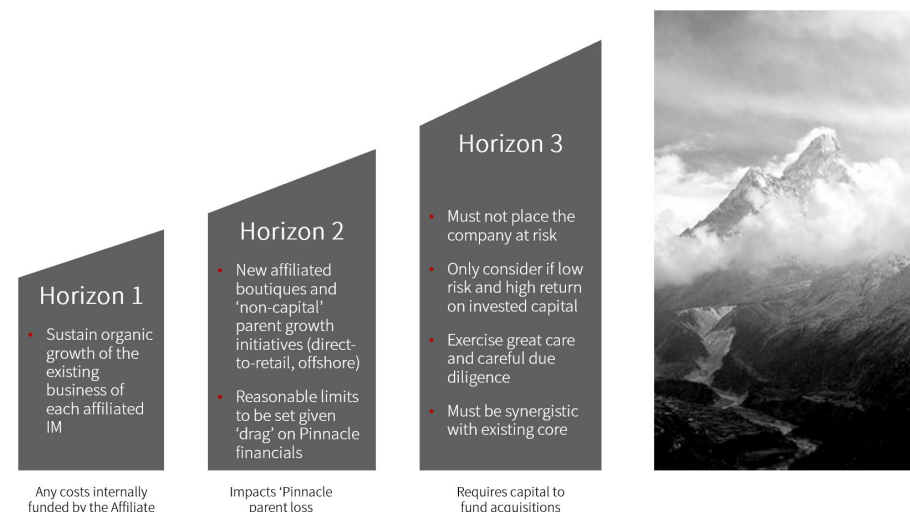 Horizon 1
• Sustain organic
growth of the
existing
business of
each affiliated
IM
Any costs internally
funded by the Affiliate
Horizon 2
• New affiliated
boutiques and
‘non-capital’
parent growth
initiatives (direct-
to-retail, offshore)
• Reasonable limits
to be set given
‘drag’ on Pinnacle
financials
Impacts ‘Pinnacle
parent loss
Horizon 3
• Must not place the
company at risk
• Only consider if low
risk and high return
on invested capital
• Exercise great care
and careful due
diligence
• Must be synergistic
with existing core
Requires capital to
fund acquisitions